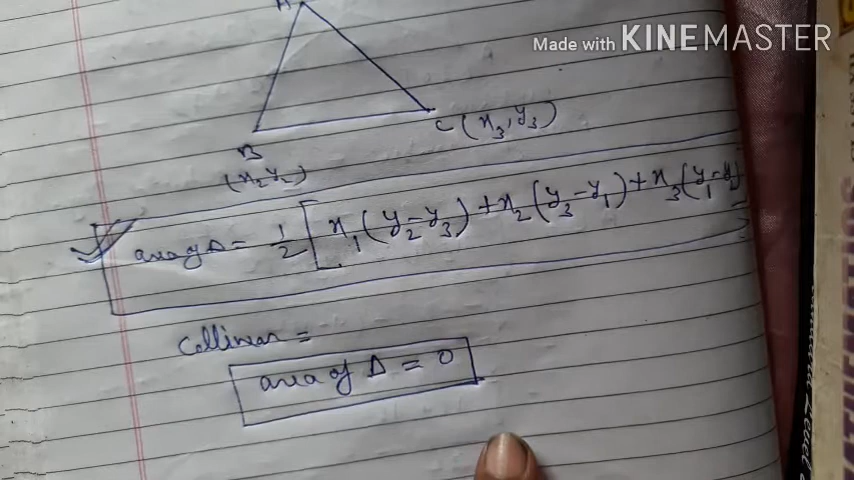 Made with KINEMASTER
A
C (x₃, y₃)
B
(x₂ y₂)
area of Δ = 1/2 [x₁(y₂-y₃) + x₂(y₃-y₁) + x₃(y₁-y₂)]
Collinear =
area of Δ = 0